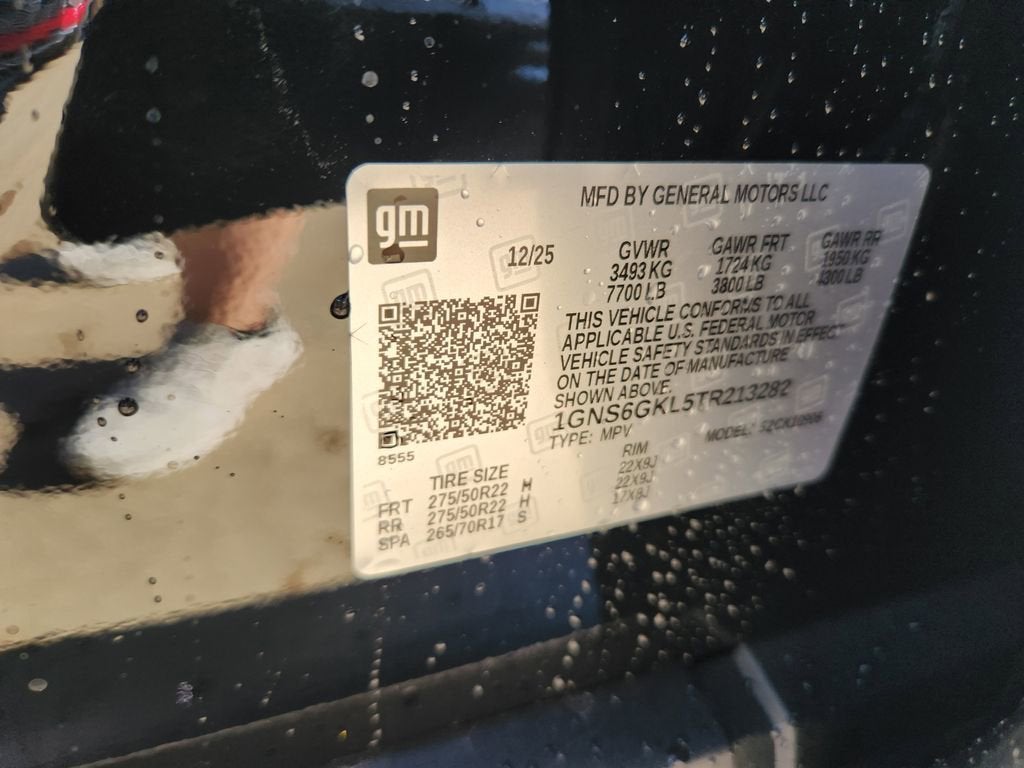 gm
MFD BY GENERAL MOTORS LLC
12/25
GVWR GAWR FRT GAWR RR
3493 KG 1724 KG 1950 KG
7700 LB 3800 LB 4300 LB
THIS VEHICLE CONFORMS TO ALL
APPLICABLE U.S. FEDERAL MOTOR
VEHICLE SAFETY STANDARDS IN EFFECT
ON THE DATE OF MANUFACTURE
SHOWN ABOVE.
1GNS6GKL5TR213282
TYPE: MPV MODEL:
8555
TIRE SIZE RIM
FRT 275/50R22 H 22X9J
RR 275/50R22 H 22X9J
SPA 265/70R17 S 17X8J